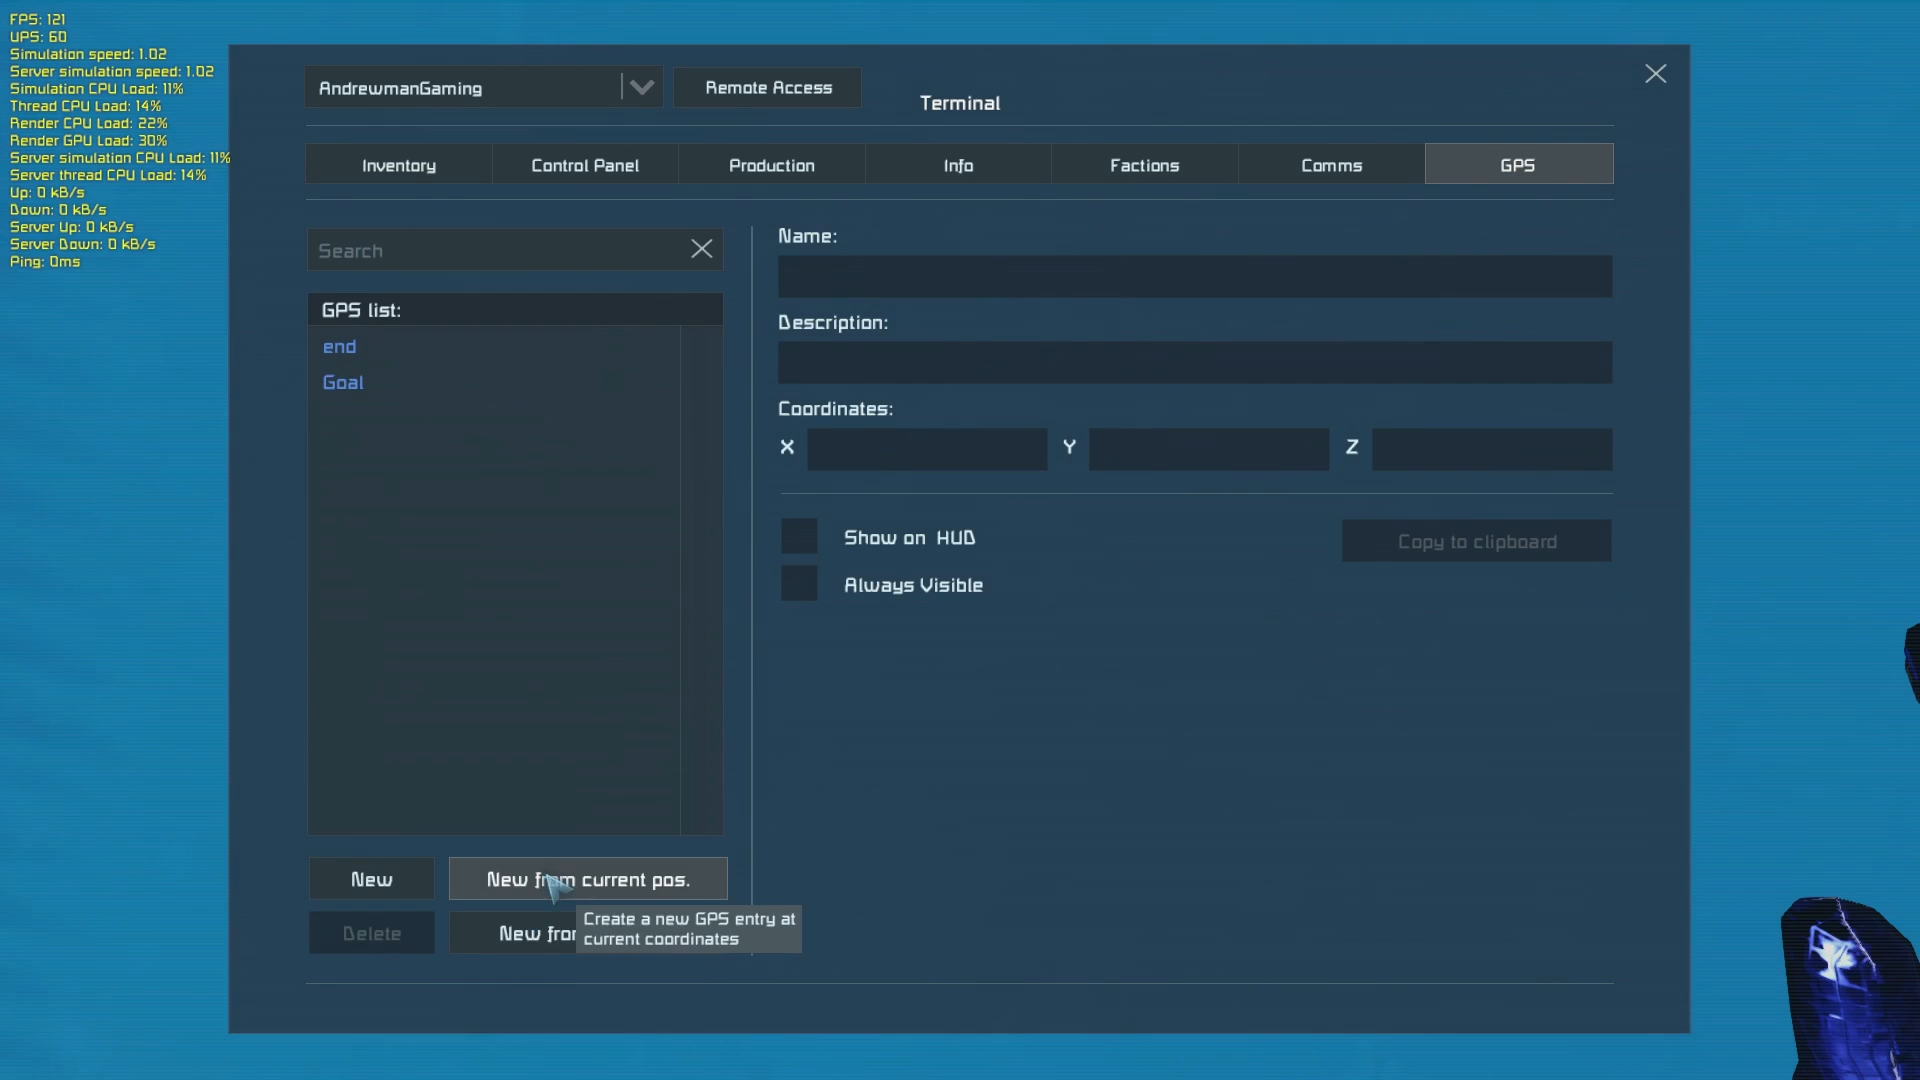 FPS: 121
UPS: 60
Simulation speed: 1.02
Server simulation speed: 1.02
Simulation CPU Load: 11%
Thread CPU Load: 14%
Render CPU Load: 22%
Render GPU Load: 30%
Server simulation CPU Load: 11%
Server thread CPU Load: 14%
Up: 0 kB/s
Down: 0 kB/s
Server Up: 0 kB/s
Server Down: 0 kB/s
Ping: 0ms
AndrewmanGaming
Remote Access
Terminal
Inventory
Control Panel
Production
Info
Factions
Comms
GPS
Search
GPS list:
end
Goal
New
New from current pos.
Delete
New from
Create a new GPS entry at
current coordinates
Name:
Description:
Coordinates:
X
Y
Z
Show on HUD
Copy to clipboard
Always Visible